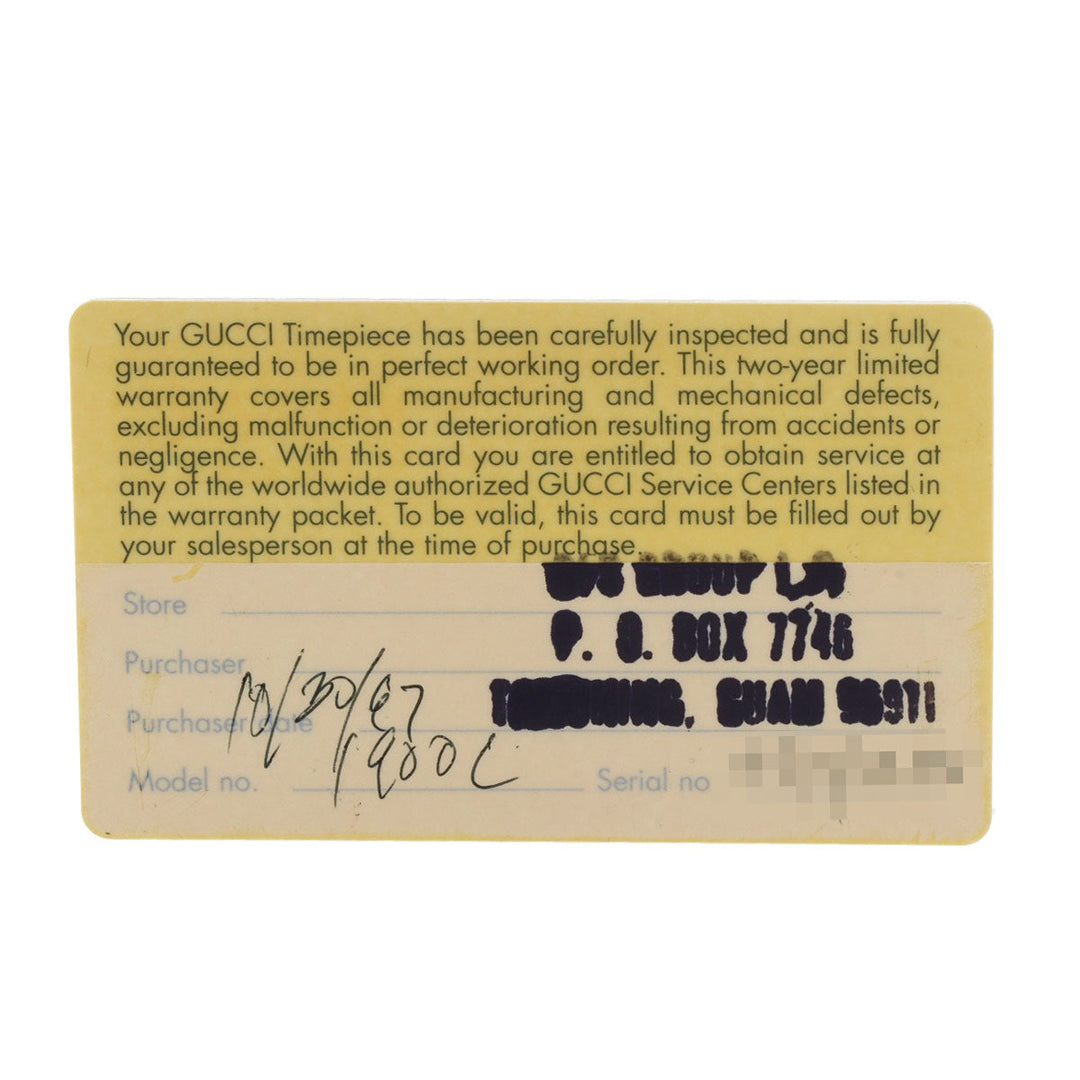 Your GUCCI Timepiece has been carefully inspected and is fully
guaranteed to be in perfect working order. This two-year limited
warranty covers all manufacturing and mechanical defects,
excluding malfunction or deterioration resulting from accidents or
negligence. With this card you are entitled to obtain service at
any of the worldwide authorized GUCCI Service Centers listed in
the warranty packet. To be valid, this card must be filled out by
your salesperson at the time of purchase.
GROUP
Store
P. O. BOX 7746
Purchaser
GUAM 96911
Purchaser date
Model no. 1900L Serial no